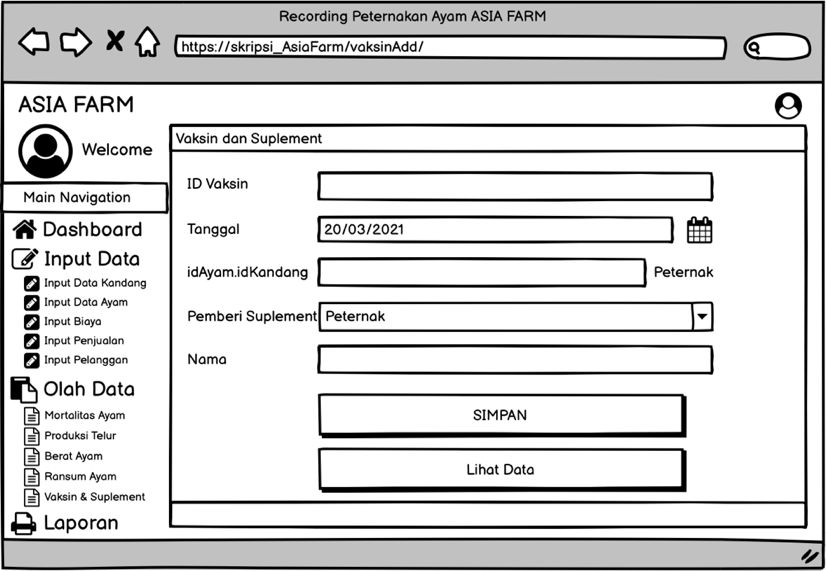 Recording Peternakan Ayam ASIA FARM
https://skripsi_AsiaFarm/vaksinAdd/
ASIA FARM
Welcome
Main Navigation
Dashboard
Input Data
Input Data Kandang
Input Data Ayam
Input Biaya
Input Penjualan
Input Pelanggan
Olah Data
Mortalitas Ayam
Produksi Telur
Berat Ayam
Ransum Ayam
Vaksin & Suplement
Laporan
Vaksin dan Suplement
ID Vaksin
Tanggal 20/03/2021
idAyam.idKandang Peternak
Pemberi Suplement Peternak
Nama
SIMPAN
Lihat Data